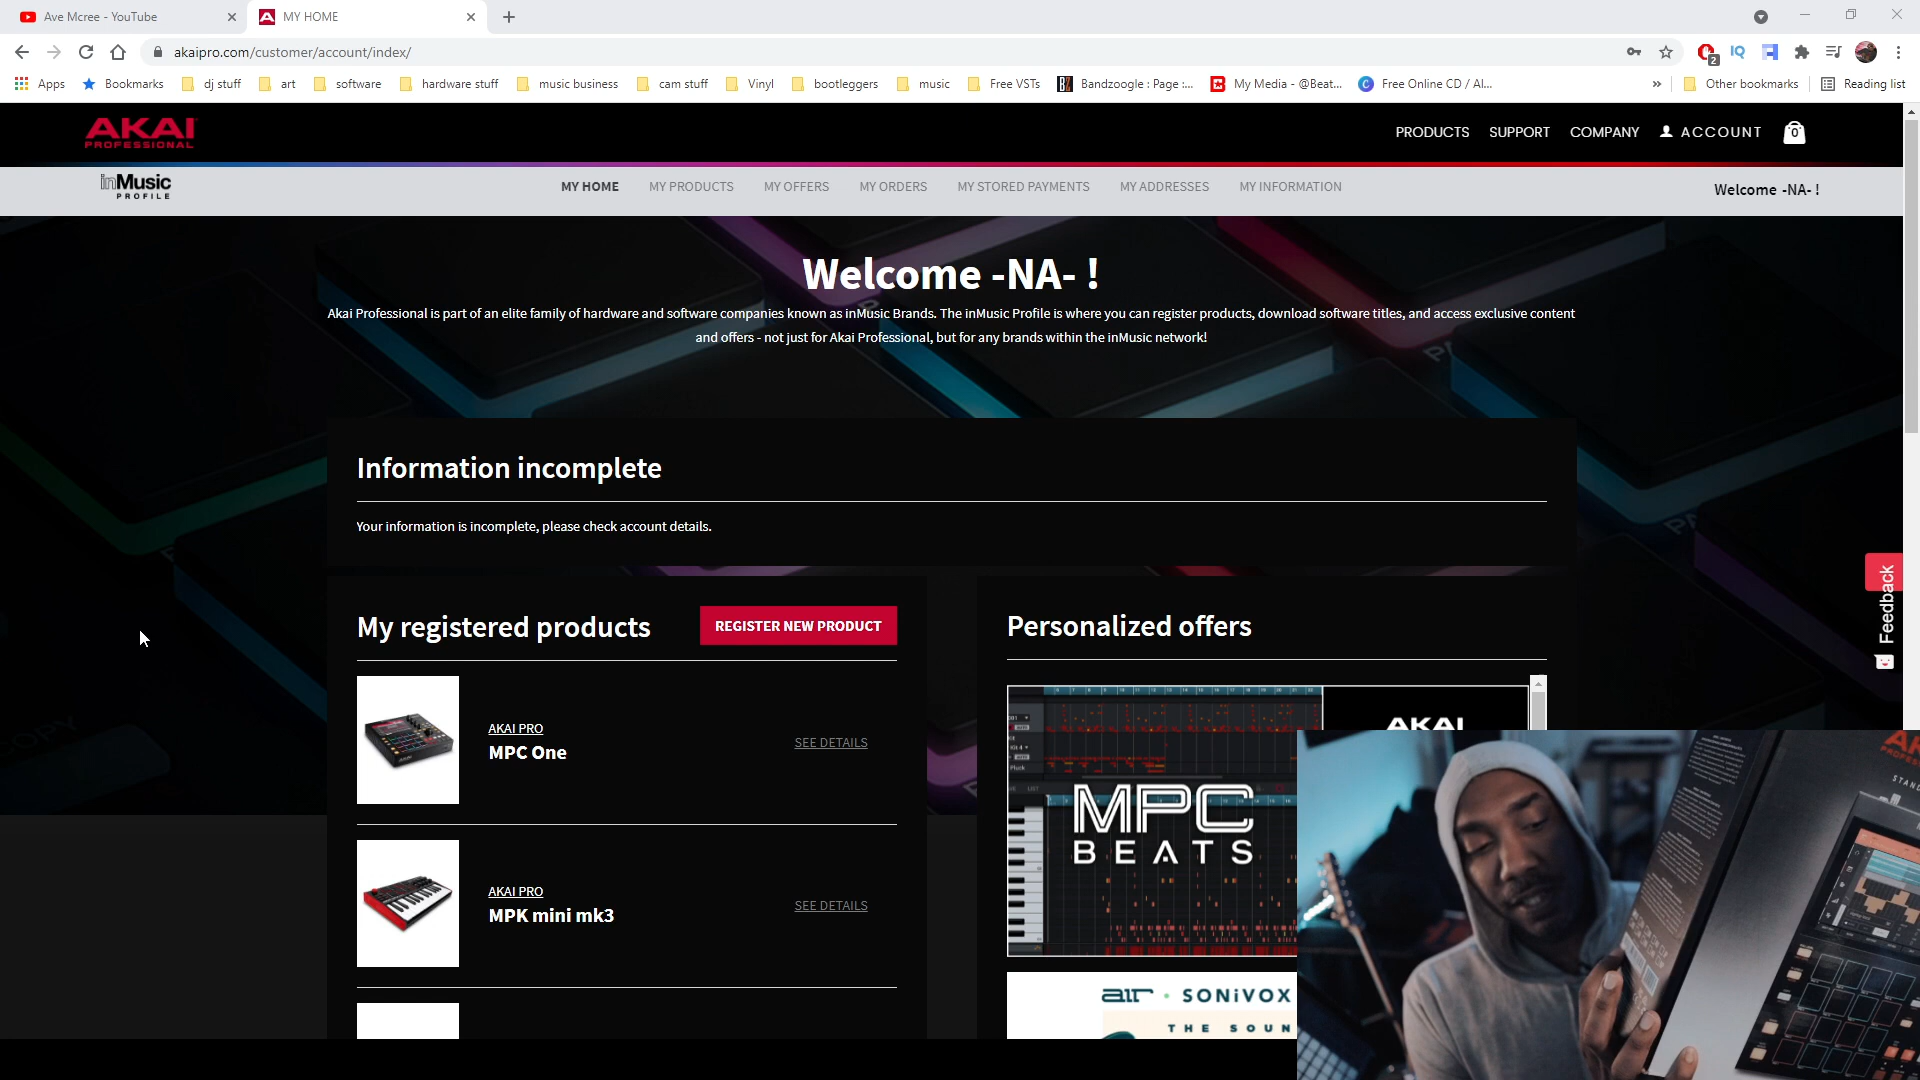 Ave Mcree - YouTube
MY HOME
akaipro.com/customer/account/index/
2
IQ
Apps
Bookmarks
dj stuff
art
software
hardware stuff
music business
cam stuff
Vinyl
bootleggers
music
Free VSTs
Bandzoogle : Page :...
My Media - @Beat...
Free Online CD / Al...
»
Other bookmarks
Reading list
AKAI
PROFESSIONAL
PRODUCTS
SUPPORT
COMPANY
ACCOUNT
0
inMusic
PROFILE
MY HOME
MY PRODUCTS
MY OFFERS
MY ORDERS
MY STORED PAYMENTS
MY ADDRESSES
MY INFORMATION
Welcome -NA- !
Welcome -NA- !
Akai Professional is part of an elite family of hardware and software companies known as inMusic Brands. The inMusic Profile is where you can register products, download software titles, and access exclusive content
and offers - not just for Akai Professional, but for any brands within the inMusic network!
Information incomplete
Your information is incomplete, please check account details.
Feedback
My registered products
REGISTER NEW PRODUCT
AKAI PRO
MPC One
SEE DETAILS
AKAI PRO
MPK mini mk3
SEE DETAILS
Personalized offers
AKAI
MPC
BEATS
air • SONiVOX
THE SOUN